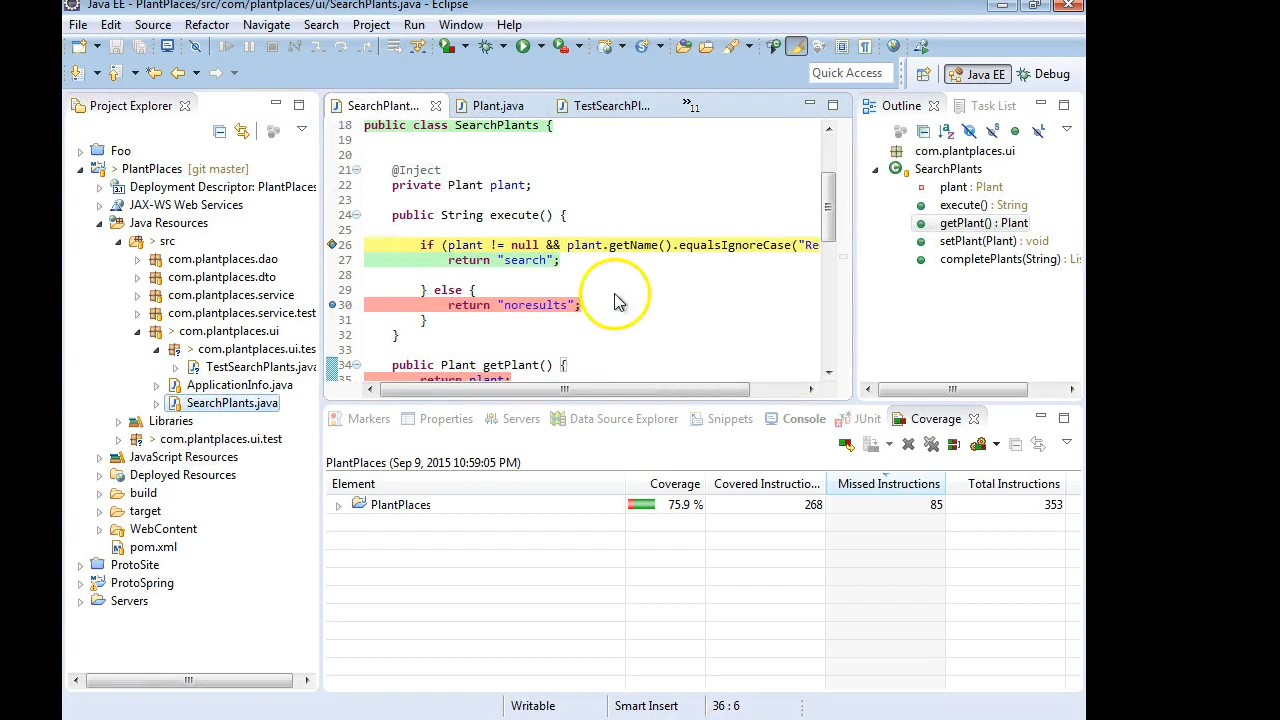 Java EE - PlantPlaces/src/com/plantplaces/ui/SearchPlants.java - Eclipse
File Edit Source Refactor Navigate Search Project Run Window Help
Quick Access
Java EE
Debug
Project Explorer
Foo
> PlantPlaces [git master]
Deployment Descriptor: PlantPlaces
JAX-WS Web Services
Java Resources
> src
com.plantplaces.dao
com.plantplaces.dto
com.plantplaces.service
com.plantplaces.service.test
> com.plantplaces.ui
> com.plantplaces.ui.tes
TestSearchPlants.java
ApplicationInfo.java
SearchPlants.java
Libraries
> com.plantplaces.ui.test
JavaScript Resources
Deployed Resources
build
target
WebContent
pom.xml
ProtoSite
ProtoSpring
Servers
SearchPlant...
Plant.java
TestSearchPl...
»11
18 public class SearchPlants {
19
20
21 @Inject
22 private Plant plant;
23
24 public String execute() {
25
26 if (plant != null && plant.getName().equalsIgnoreCase("Re
27 return "search";
28
29 } else {
30 return "noresults";
31 }
32 }
33
34 public Plant getPlant() {
35 return plant;
Outline
Task List
com.plantplaces.ui
SearchPlants
plant : Plant
execute() : String
getPlant() : Plant
setPlant(Plant) : void
completePlants(String) : Lis
Markers
Properties
Servers
Data Source Explorer
Snippets
Console
JUnit
Coverage
PlantPlaces (Sep 9, 2015 10:59:05 PM)
Element Coverage Covered Instructio... Missed Instructions Total Instructions
PlantPlaces 75.9 % 268 85 353
Writable
Smart Insert
36 : 6